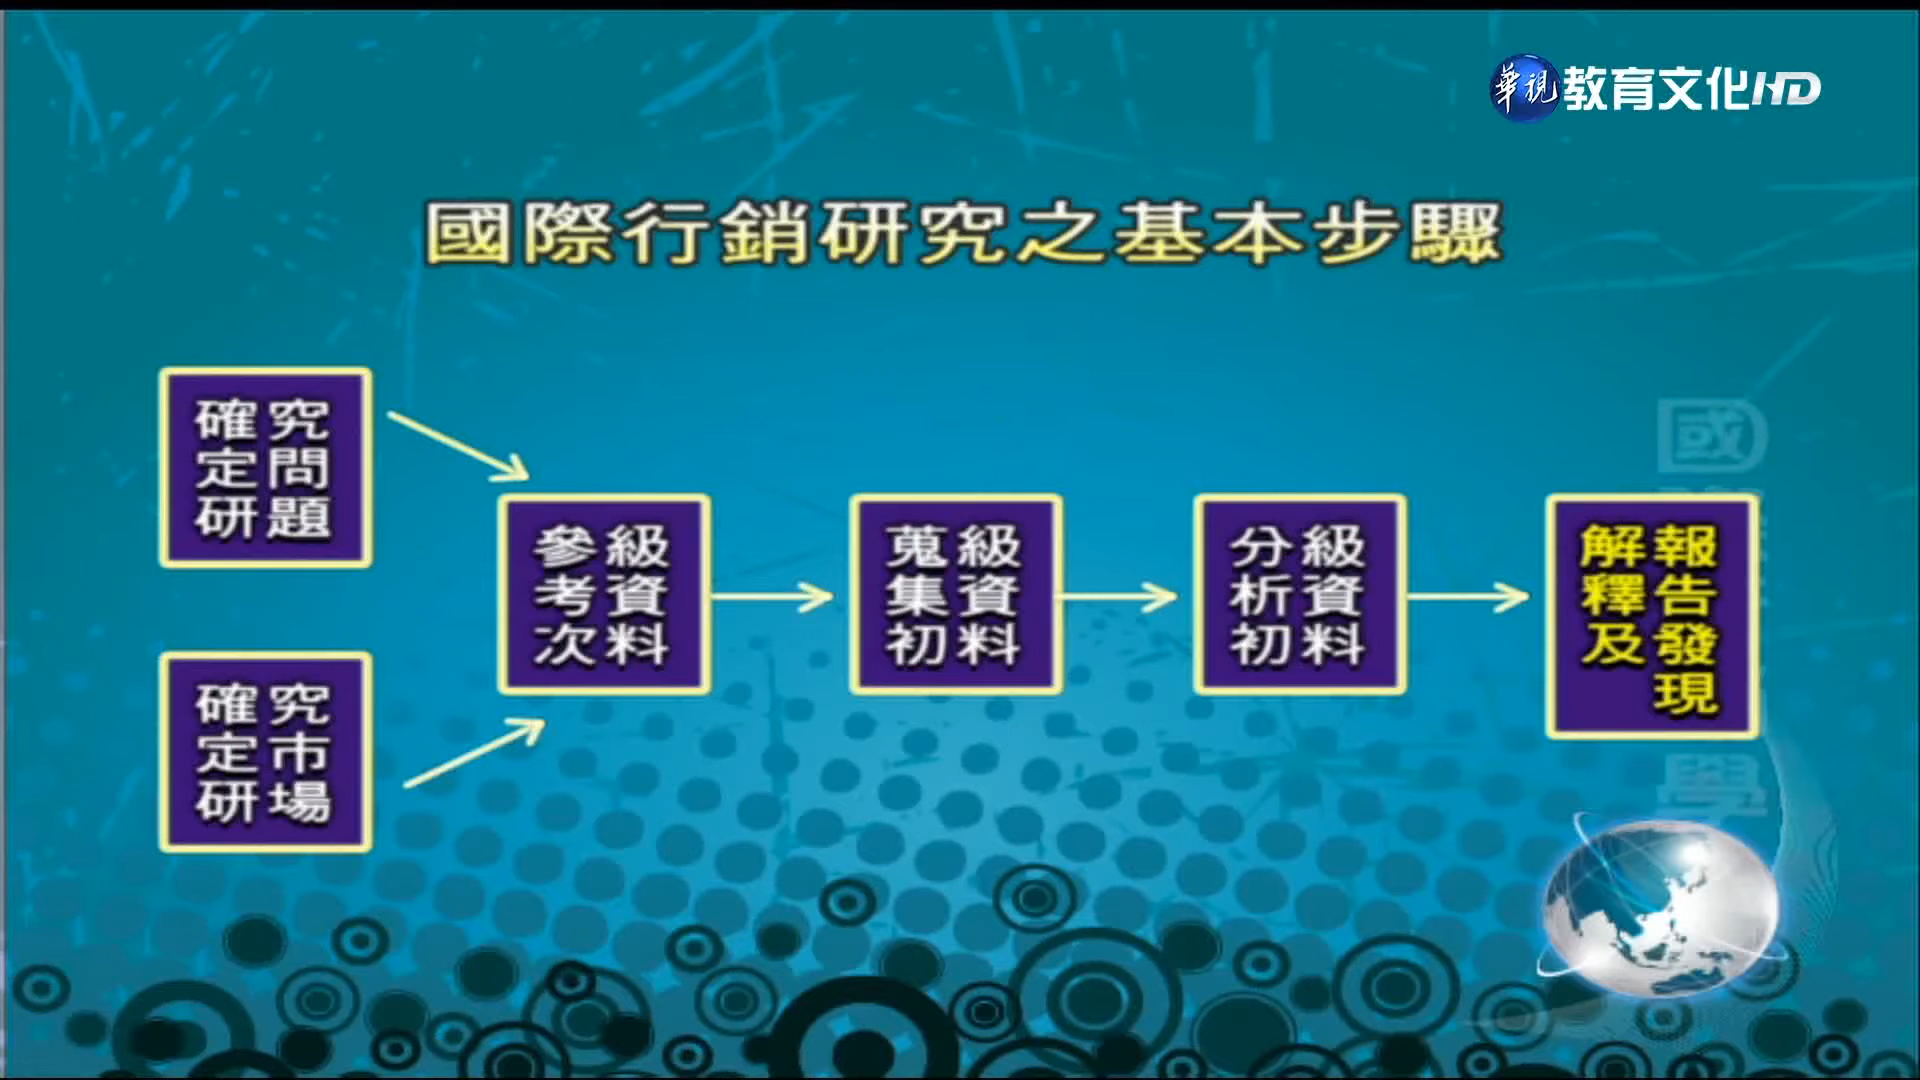 華視教育文化HD
國際行銷研究之基本步驟
確定研
究問題
確定研
究市場
參考次
級資料
蒐集初
級資料
分析初
級資料
解釋及
報告發現
國
學